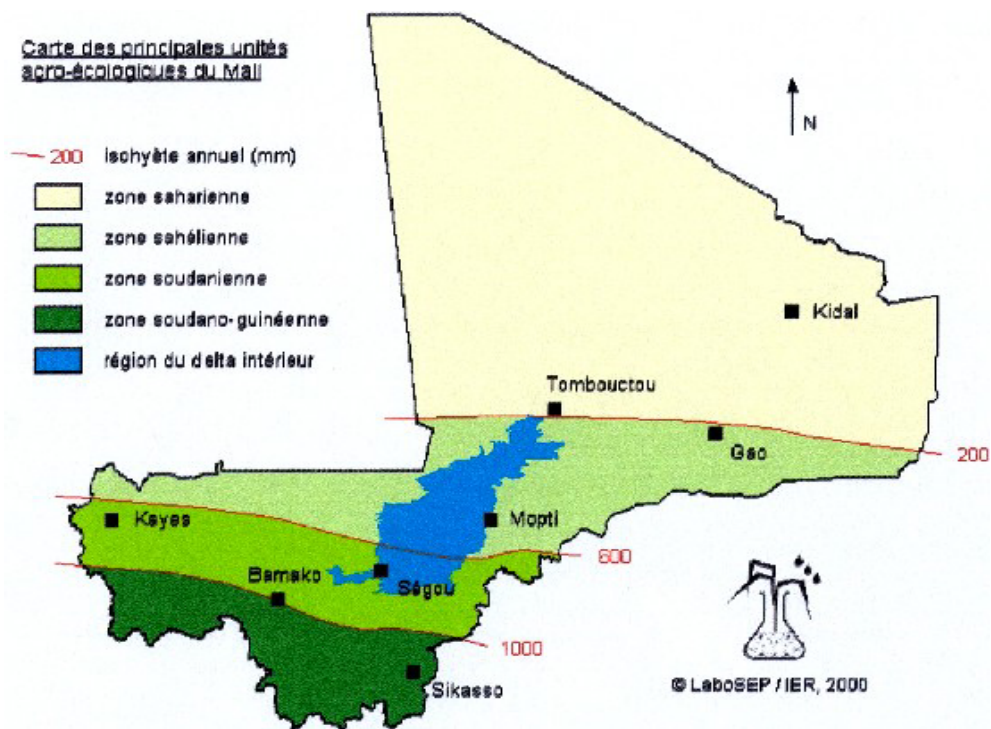 Carte des principales unités
agro-écologiques du Mali
200 isohyète annuel (mm)
zone saharienne
zone sahélienne
zone soudanienne
zone soudano-guinéenne
région du delta intérieur
N
Kidal
Tombouctou
Gao
200
Kayes
Mopti
600
Bamako
Ségou
1000
Sikasso
© LaboSEP / IER, 2000